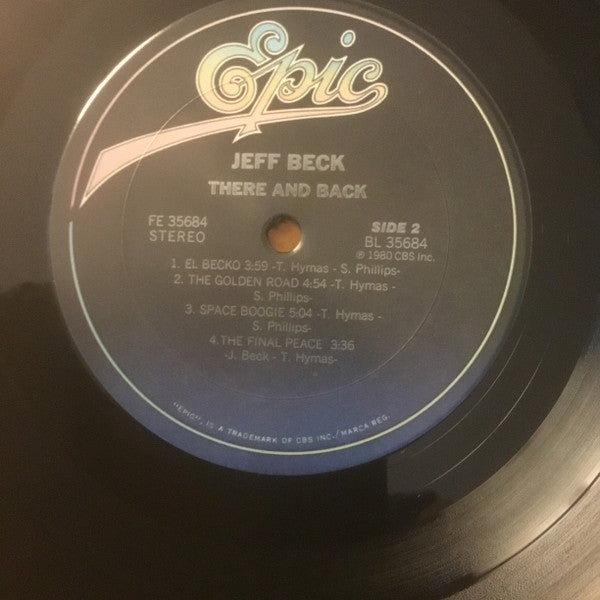 Epic
JEFF BECK
THERE AND BACK
FE 35684
STEREO
SIDE 2
BL 35684
℗ 1980 CBS Inc.
1. EL BECKO 3:59 -T. Hymas - S. Phillips-
2. THE GOLDEN ROAD 4:54 -T. Hymas -
S. Phillips-
3. SPACE BOOGIE 5:04 -T. Hymas -
S. Phillips-
4. THE FINAL PEACE 3:36
-J. Beck - T. Hymas-
"EPIC", IS A TRADEMARK OF CBS INC./MARCA REG.